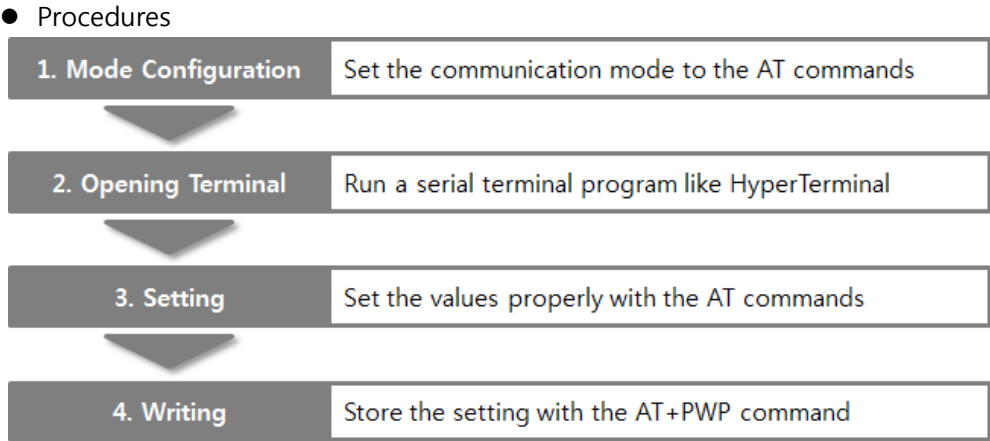 ● Procedures
1. Mode Configuration Set the communication mode to the AT commands
2. Opening Terminal Run a serial terminal program like HyperTerminal
3. Setting Set the values properly with the AT commands
4. Writing Store the setting with the AT+PWP command